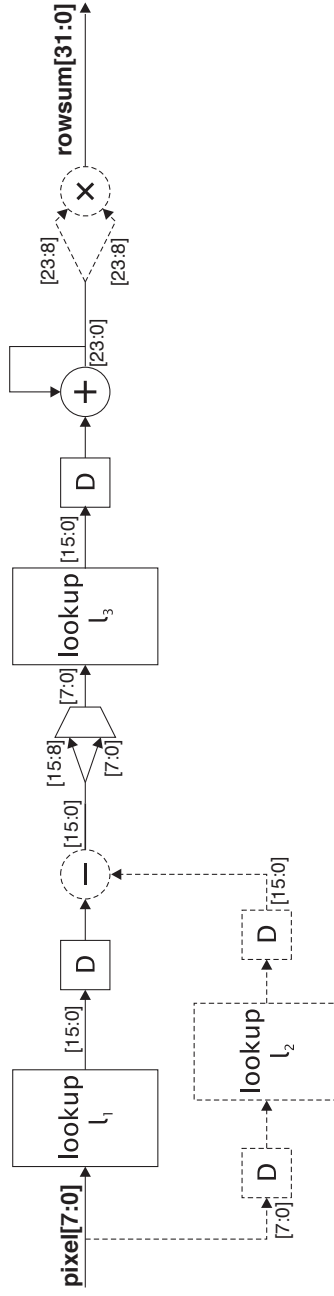 pixel[7:0]
lookup
l₁
[15:0]
D
−
[15:0]
[15:8]
[7:0]
[7:0]
lookup
l₃
[15:0]
D
+
[23:0]
[23:8]
[23:8]
×
rowsum[31:0]
[7:0]
D
lookup
l₂
D
[15:0]